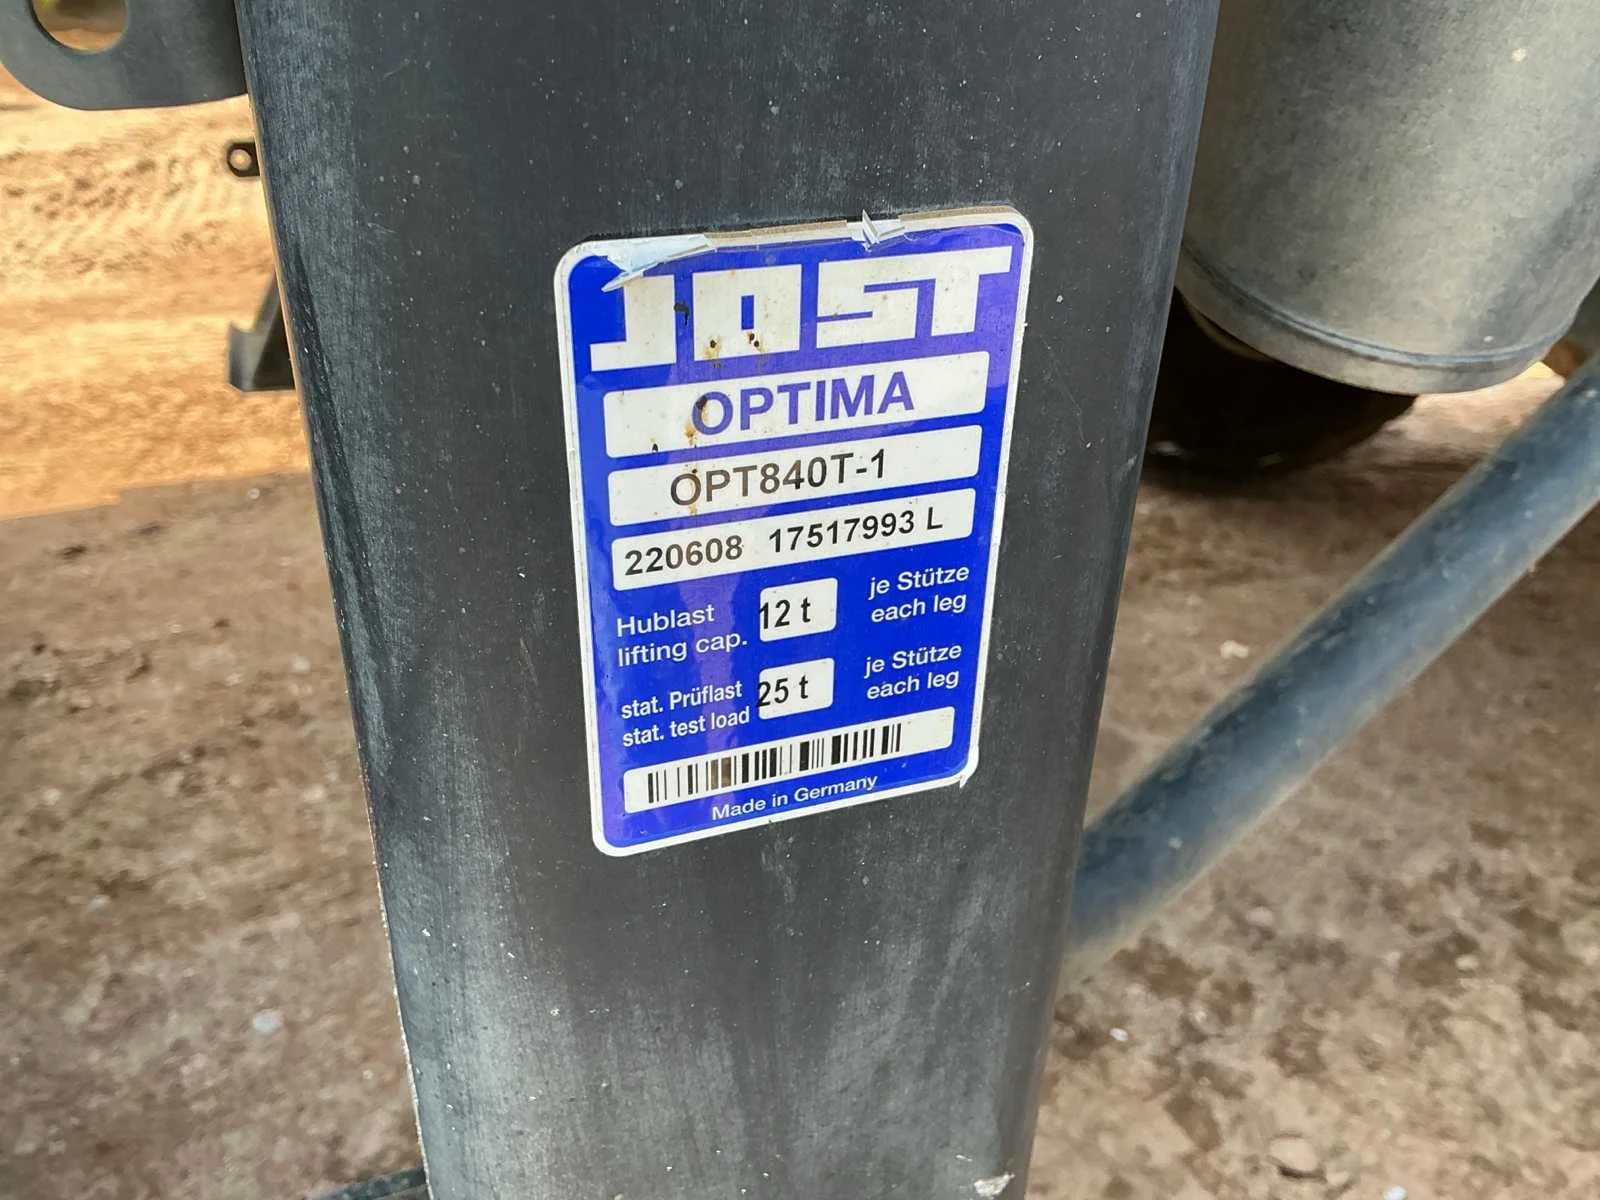 JOST
OPTIMA
OPT840T-1
220608 17517993 L
Hublast
lifting cap.
12 t
je Stütze
each leg
stat. Prüflast
stat. test load
25 t
je Stütze
each leg
Made in Germany